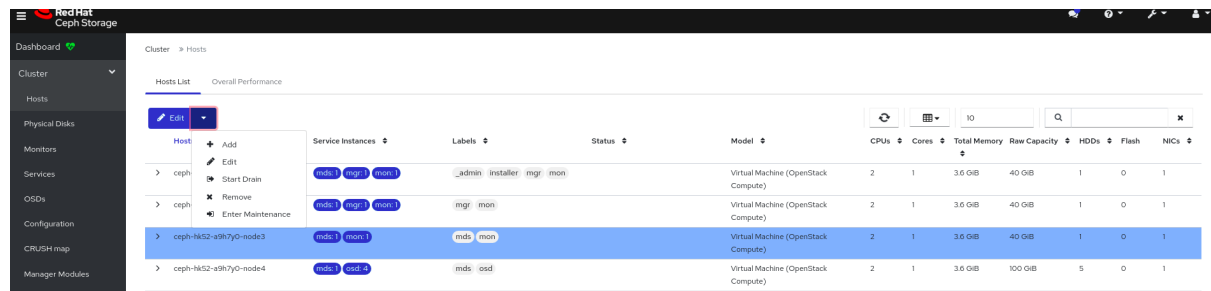 Red Hat
Ceph Storage
Dashboard
Cluster
Hosts
Physical Disks
Monitors
Services
OSDs
Configuration
CRUSH map
Manager Modules
Cluster » Hosts
Hosts List Overall Performance
Edit
10
Add
Edit
Start Drain
Remove
Enter Maintenance
Host Service Instances Labels Status Model CPUs Cores Total Memory Raw Capacity HDDs Flash NICs
ceph- mds: 1 mgr: 1 mon: 1 _admin installer mgr mon Virtual Machine (OpenStack Compute) 2 1 3.6 GiB 40 GiB 1 0 1
ceph- mds: 1 mgr: 1 mon: 1 mgr mon Virtual Machine (OpenStack Compute) 2 1 3.6 GiB 40 GiB 1 0 1
ceph-hk52-a9h7y0-node3 mds: 1 mon: 1 mds mon Virtual Machine (OpenStack Compute) 2 1 3.6 GiB 40 GiB 1 0 1
ceph-hk52-a9h7y0-node4 mds: 1 osd: 4 mds osd Virtual Machine (OpenStack Compute) 2 1 3.6 GiB 100 GiB 5 0 1